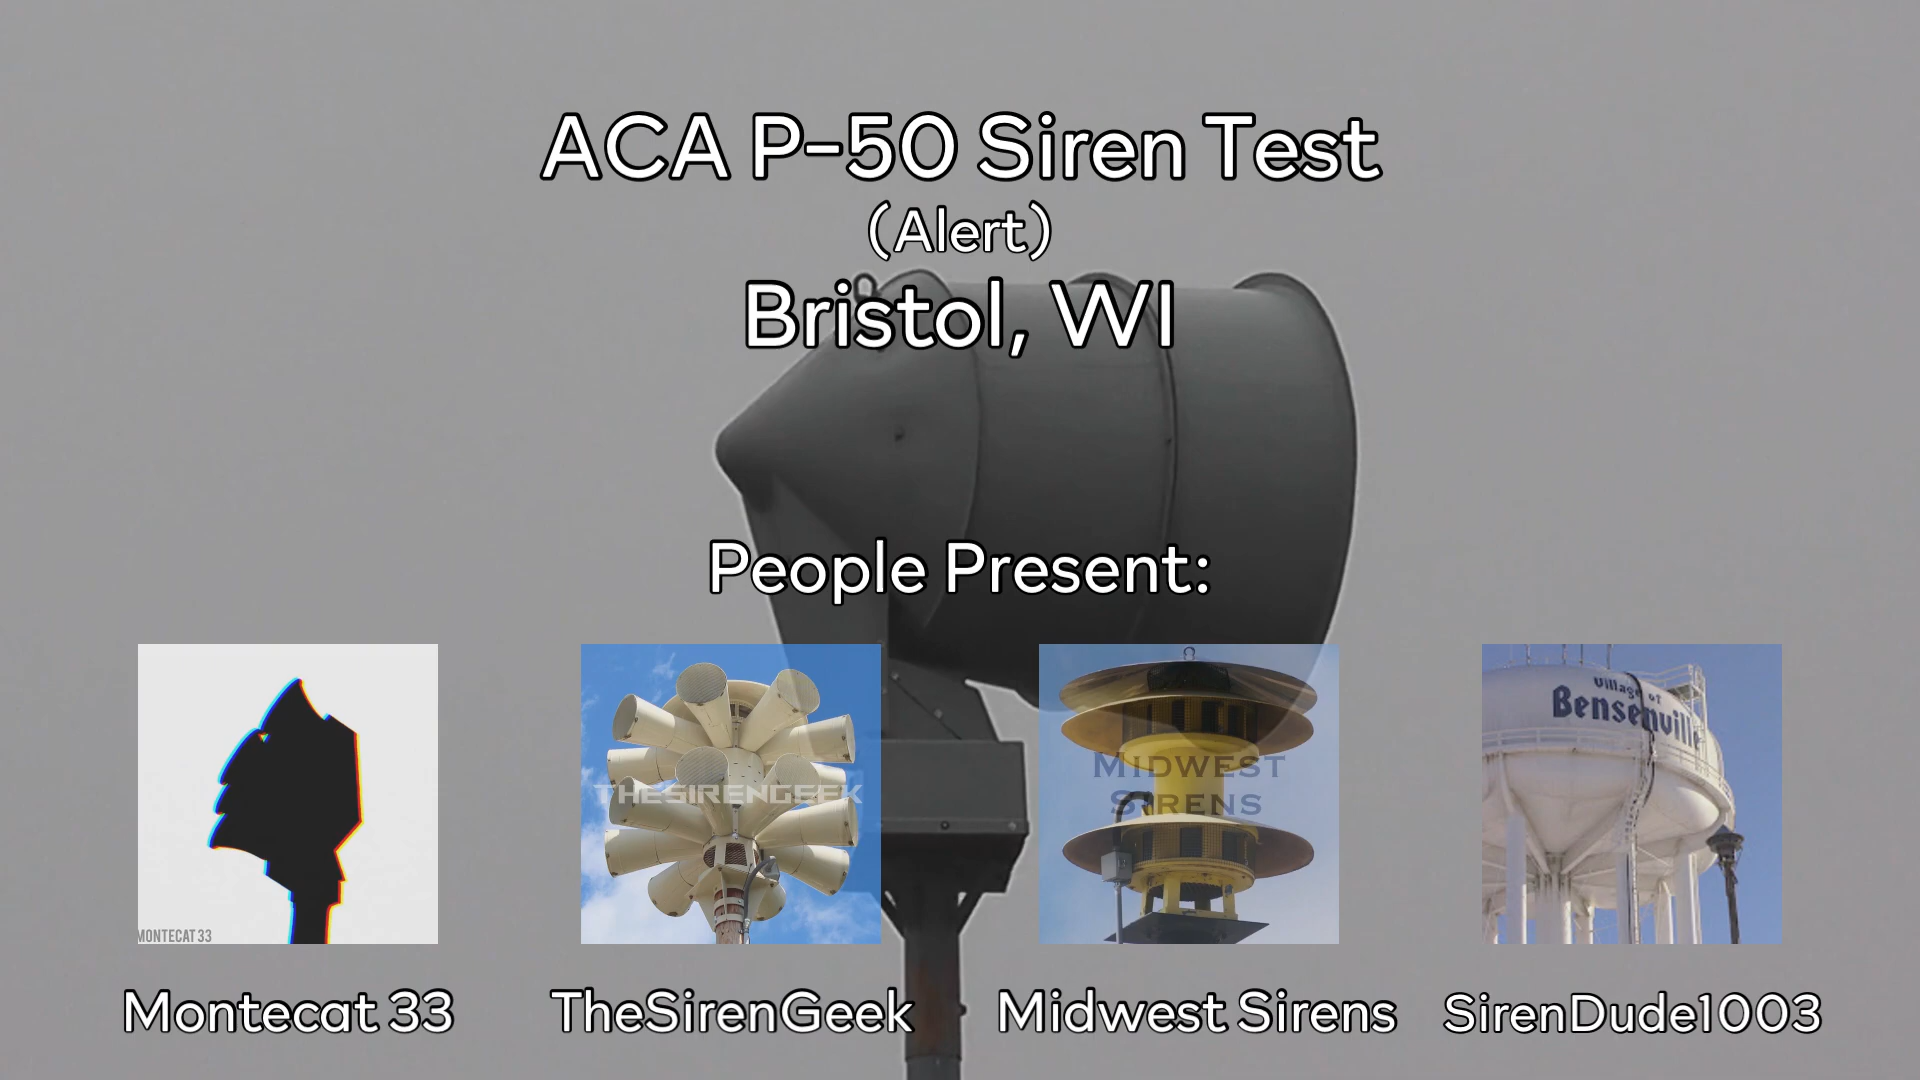 ACA P-50 Siren Test
(Alert)
Bristol, WI
People Present:
MONTECAT 33
THESIRENGEEK
MIDWEST
SIRENS
Village of
Bensenville
Montecat 33
TheSirenGeek
Midwest Sirens
SirenDude1003